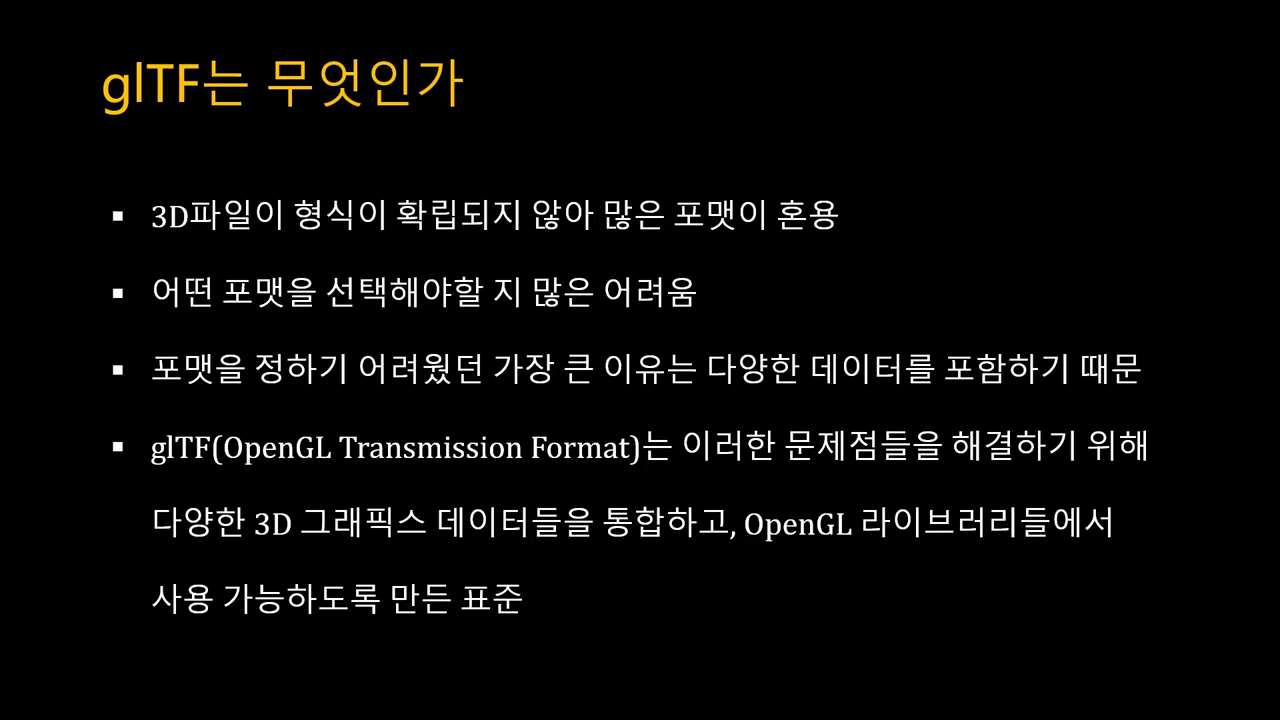 glTF는 무엇인가
▪ 3D파일이 형식이 확립되지 않아 많은 포맷이 혼용
▪ 어떤 포맷을 선택해야할 지 많은 어려움
▪ 포맷을 정하기 어려웠던 가장 큰 이유는 다양한 데이터를 포함하기 때문
▪ glTF(OpenGL Transmission Format)는 이러한 문제점들을 해결하기 위해
다양한 3D 그래픽스 데이터들을 통합하고, OpenGL 라이브러리들에서
사용 가능하도록 만든 표준